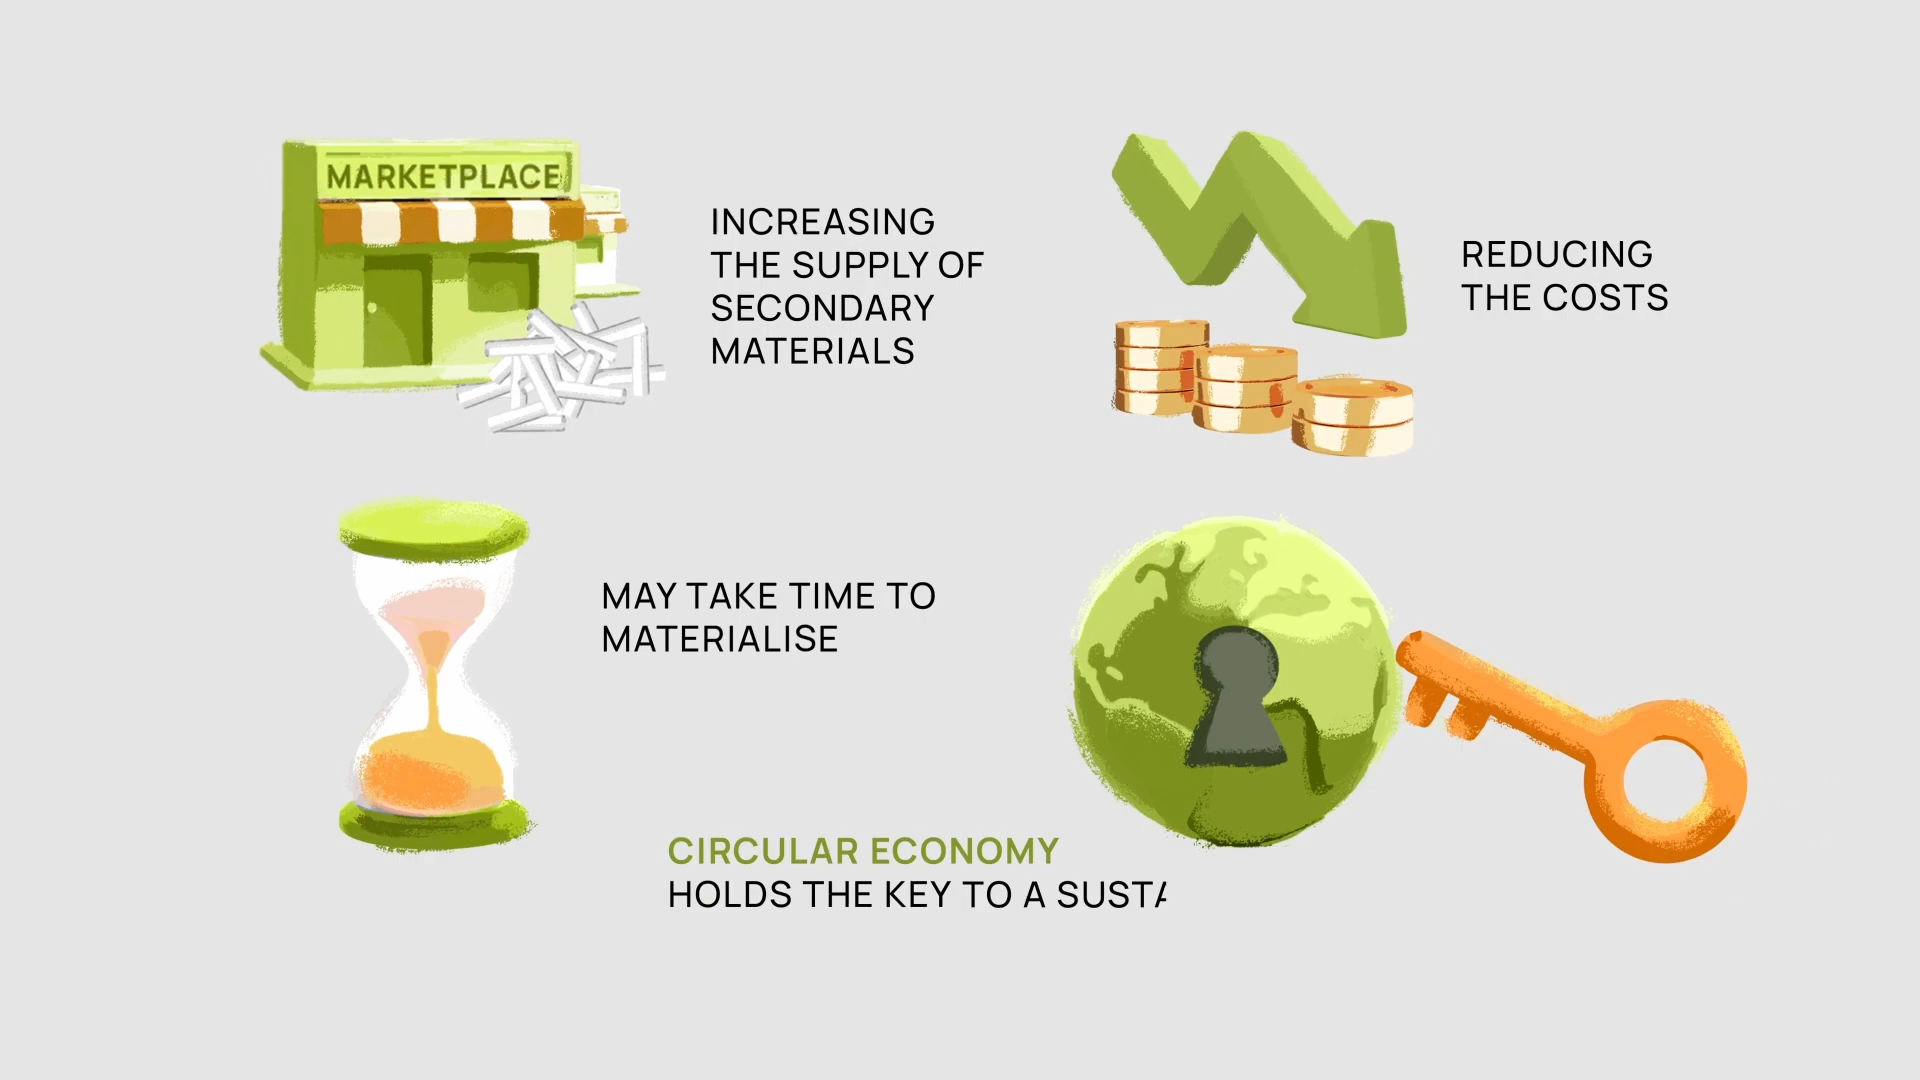 MARKETPLACE
INCREASING
THE SUPPLY OF
SECONDARY
MATERIALS
REDUCING
THE COSTS
MAY TAKE TIME TO
MATERIALISE
CIRCULAR ECONOMY
HOLDS THE KEY TO A